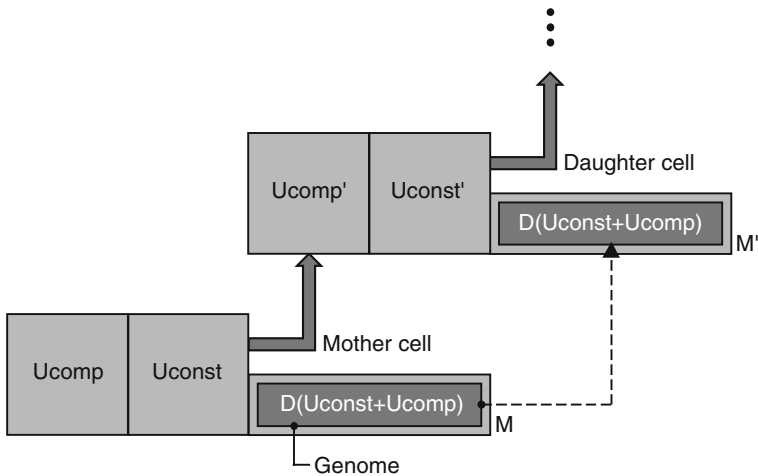 Daughter cell
Ucomp'
Uconst'
D(Uconst+Ucomp)
M'
Mother cell
Ucomp
Uconst
D(Uconst+Ucomp)
M
Genome